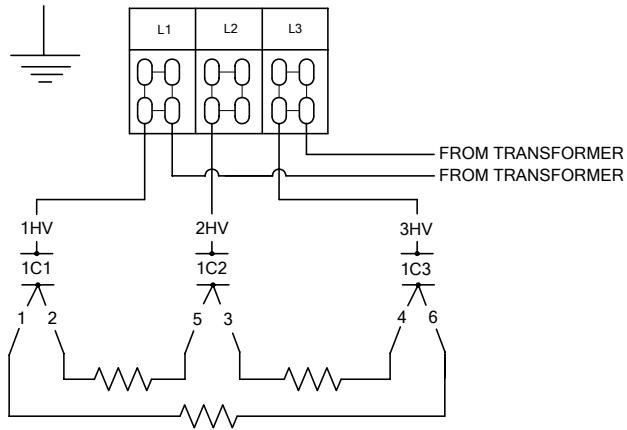 L1 L2 L3
FROM TRANSFORMER
FROM TRANSFORMER
1HV 2HV 3HV
1C1 1C2 1C3
1 2 5 3 4 6